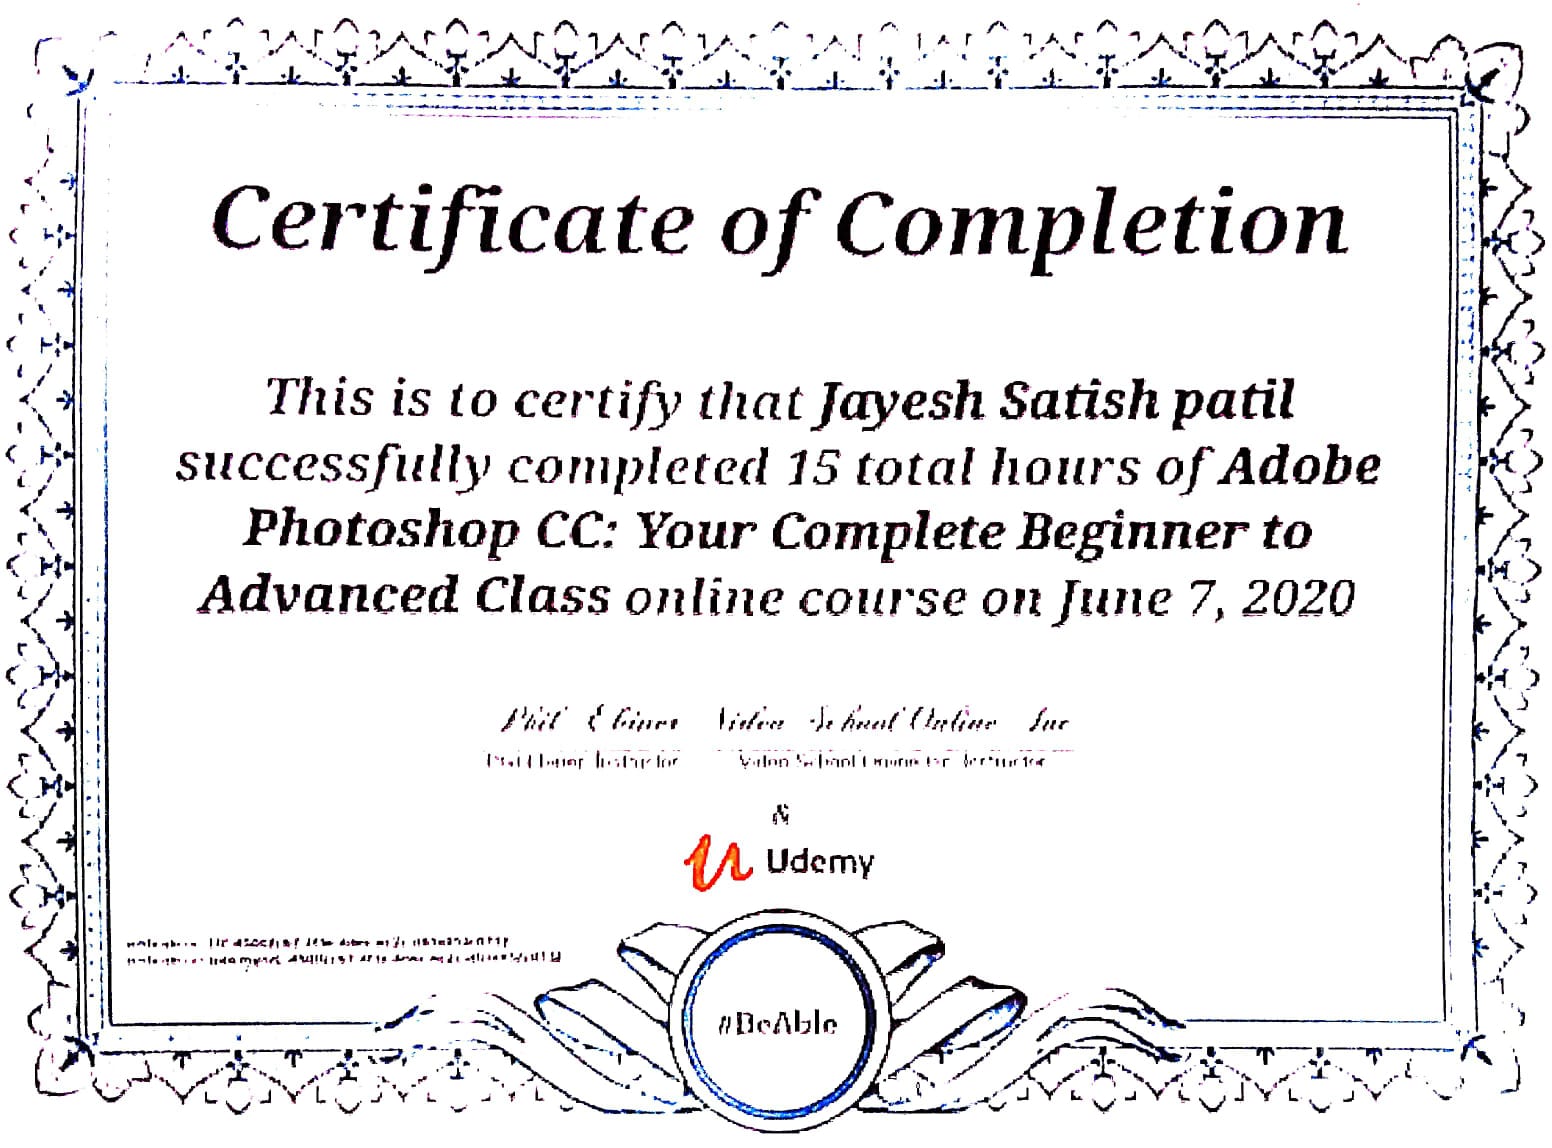 Certificate of Completion
This is to certify that Jayesh Satish patil
successfully completed 15 total hours of Adobe
Photoshop CC: Your Complete Beginner to
Advanced Class online course on June 7, 2020
Phil Ebiner Video School Online Inc
Phil Ebiner, Instructor Video School Online Inc, Instructor
&
Udemy
#BeAble